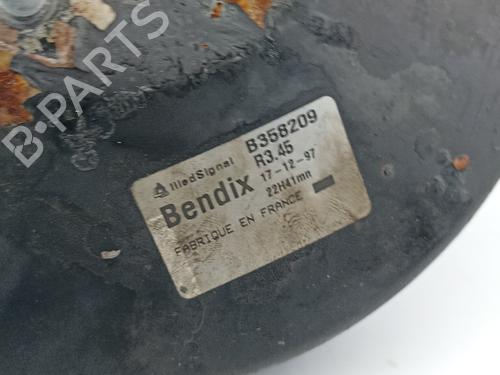 AlliedSignal B358209
Bendix R3.45
17-12-97
22H41mn
FABRIQUE EN FRANCE
B-PARTS